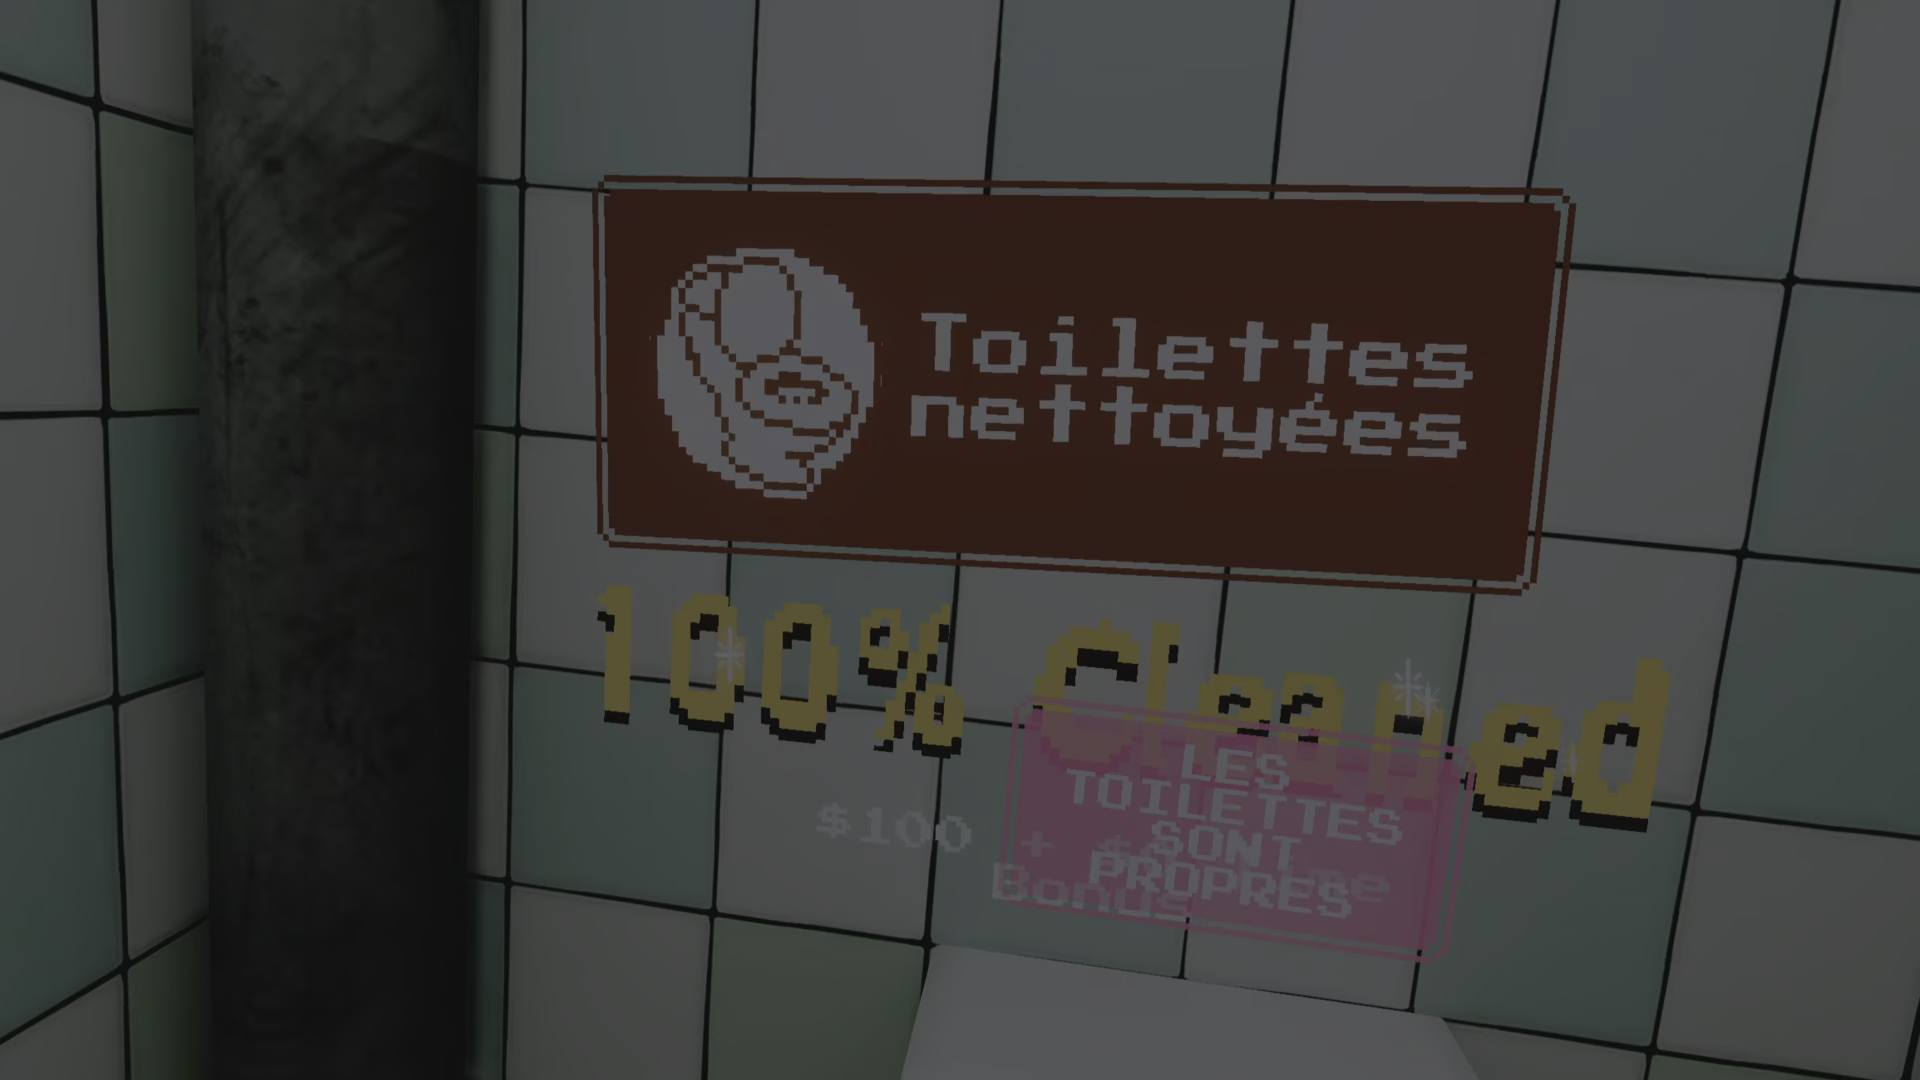 Toilettes
nettoyées
100% Cleaned
$100
LES
TOILETTES
SONT
PROPRES
Bonus